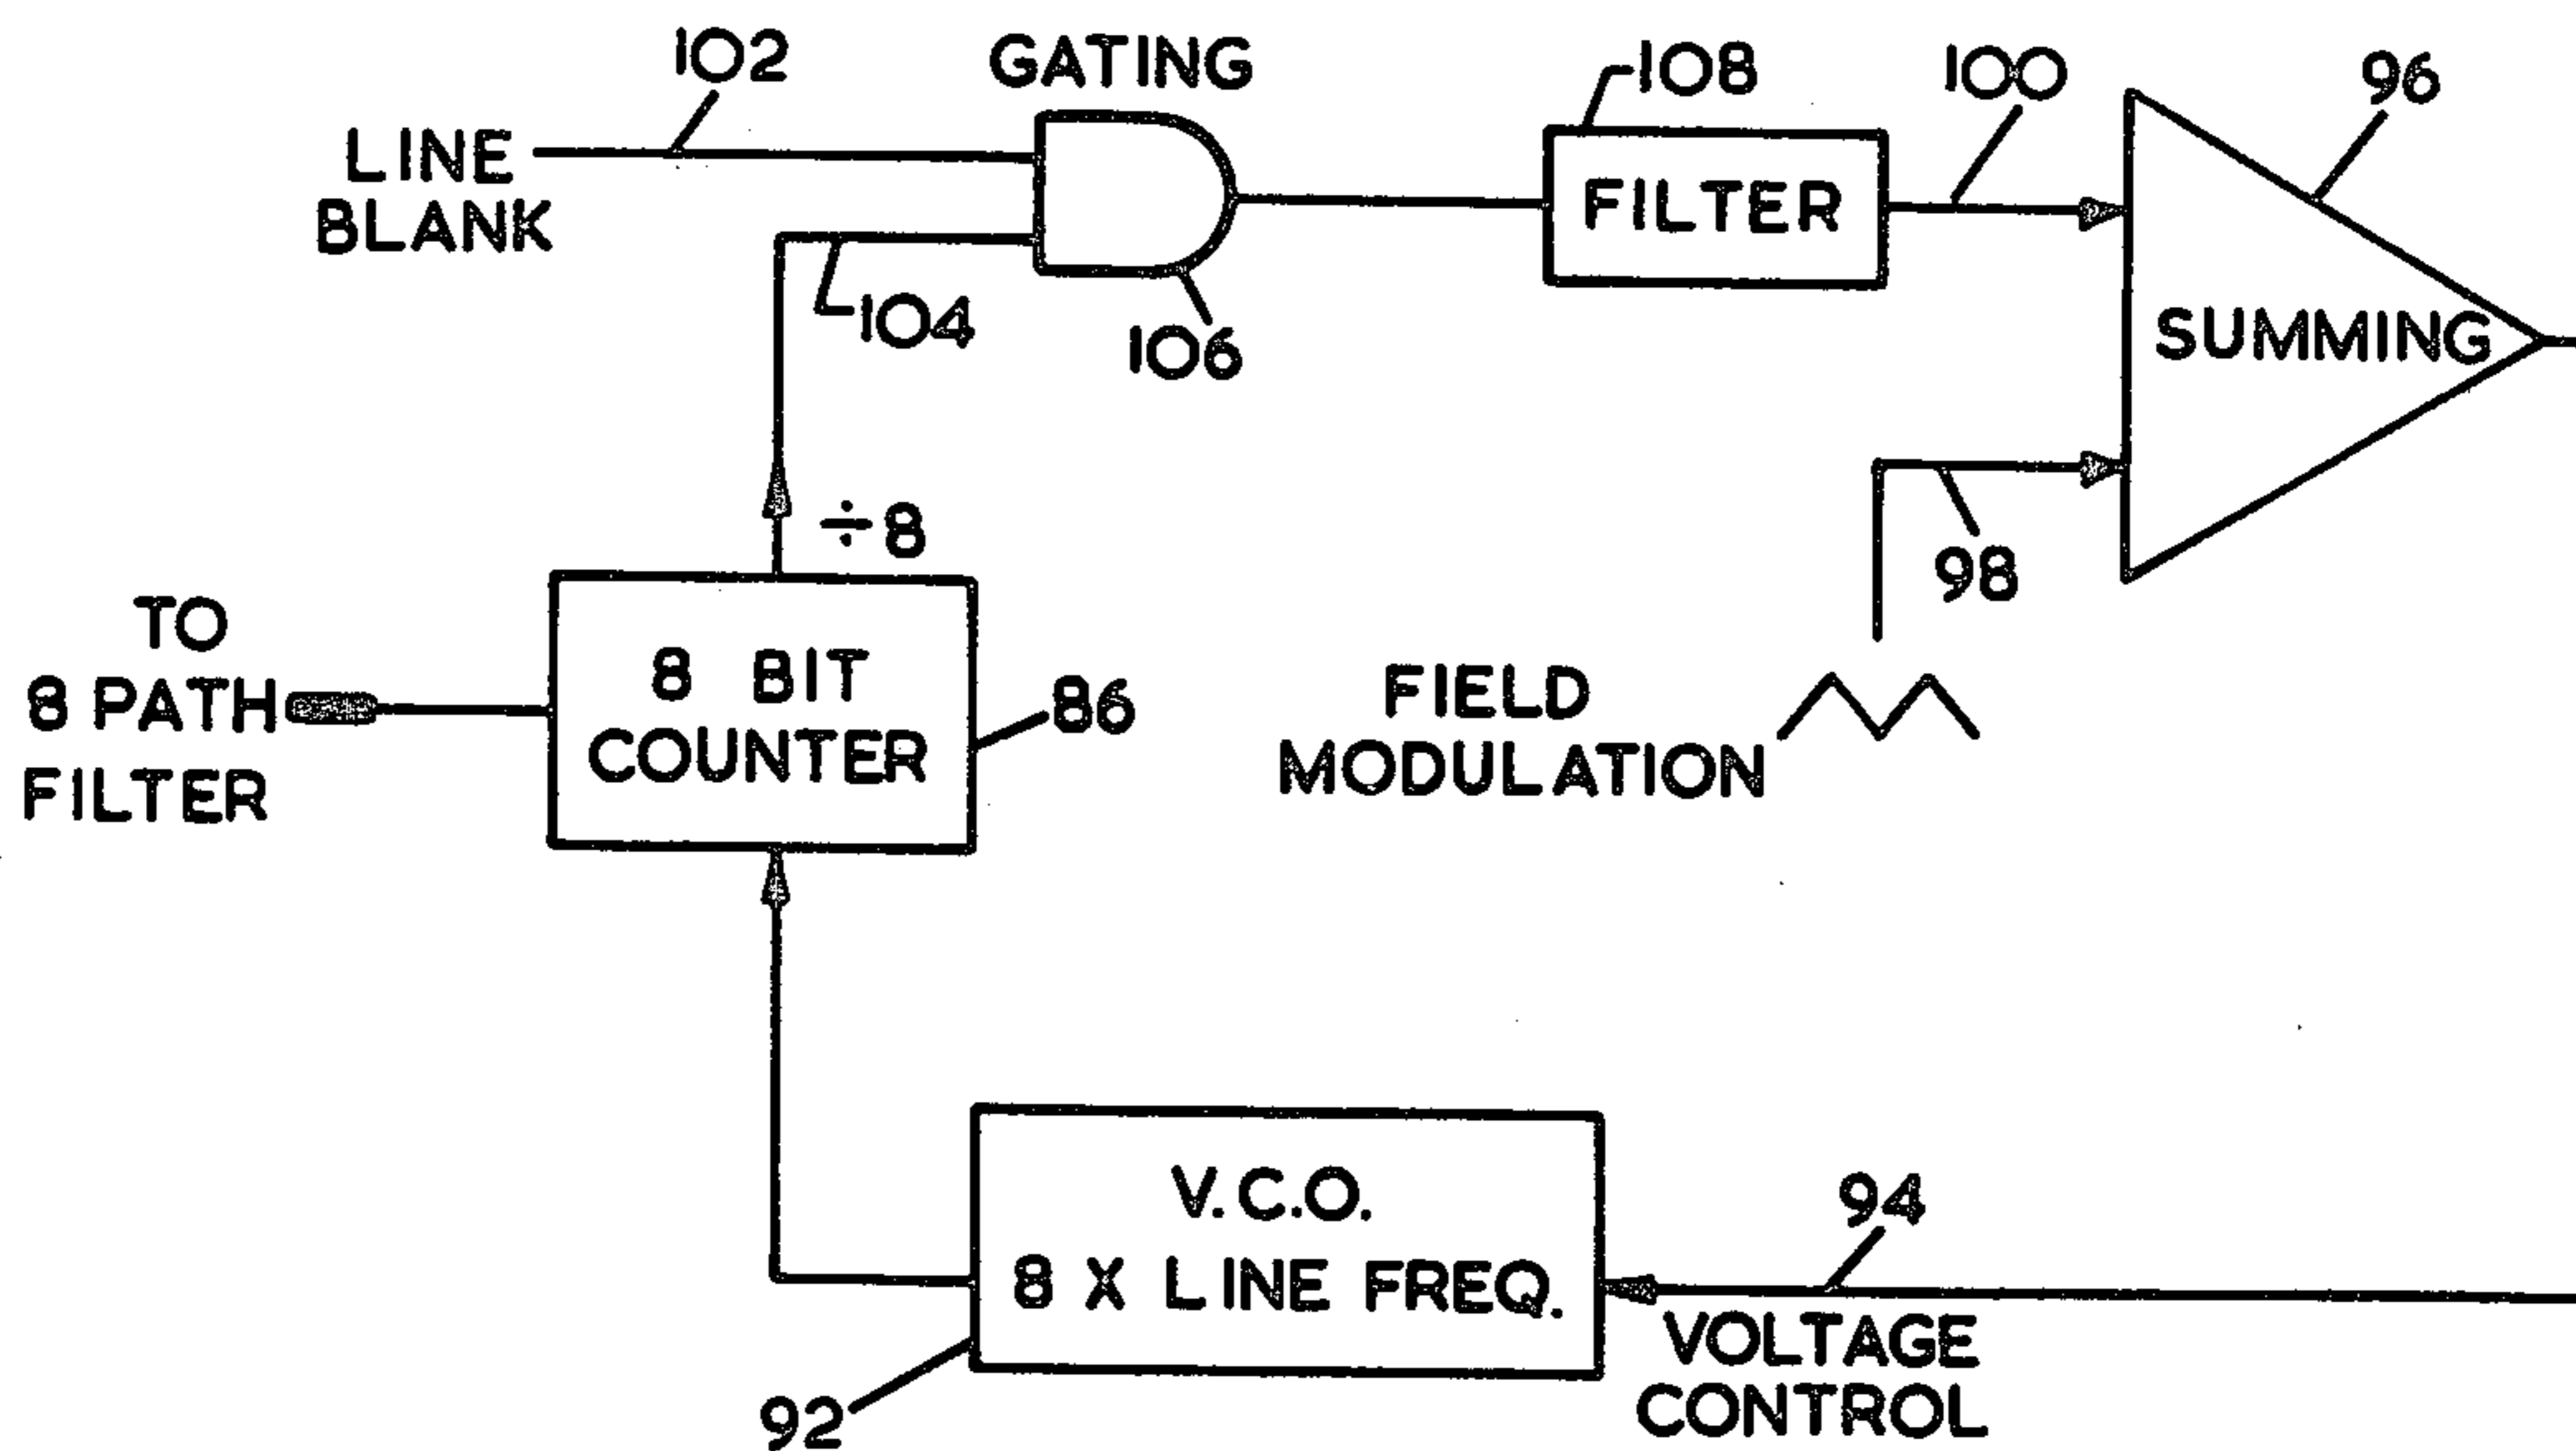 102
GATING
108
100
96
LINE
BLANK
FILTER
104
106
SUMMING
÷8
98
TO
8 PATH
FILTER
8 BIT
COUNTER
86
FIELD
MODULATION
V.C.O.
8 X LINE FREQ.
94
VOLTAGE
CONTROL
92